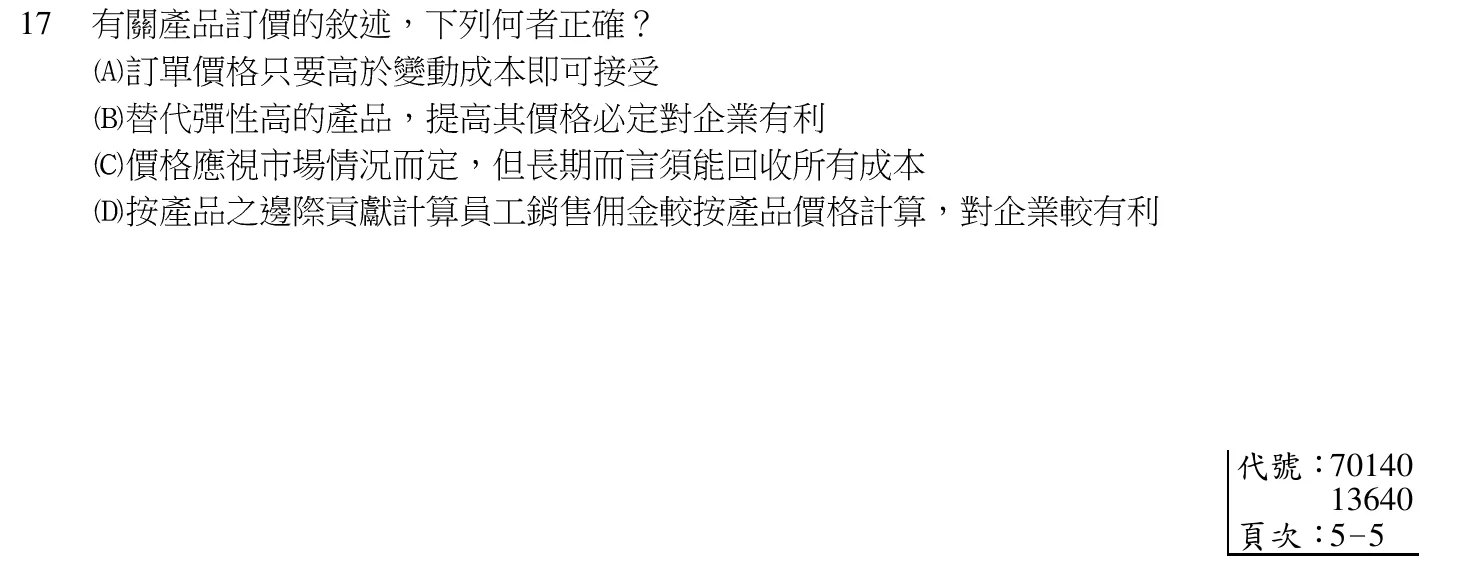 17 有關產品訂價的敘述，下列何者正確？
(A)訂單價格只要高於變動成本即可接受
(B)替代彈性高的產品，提高其價格必定對企業有利
(C)價格應視市場情況而定，但長期而言須能回收所有成本
(D)按產品之邊際貢獻計算員工銷售佣金較按產品價格計算，對企業較有利
代號：70140
13640
頁次：5－5